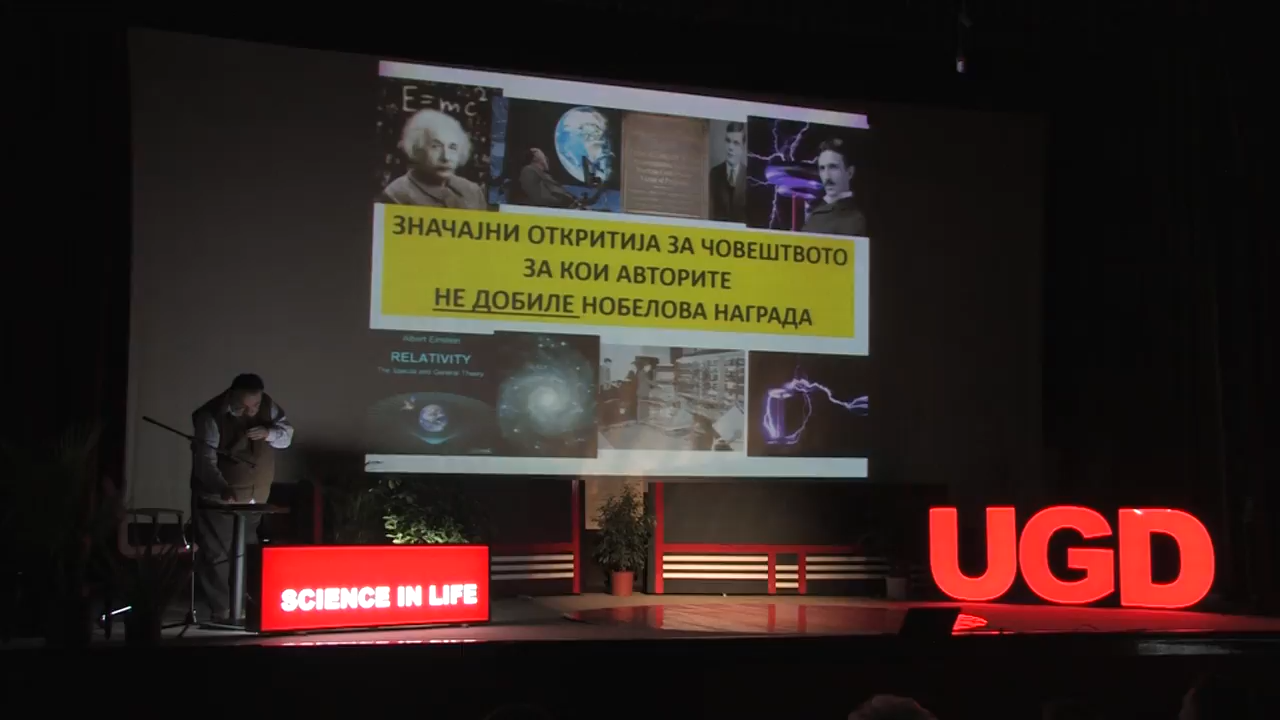 E=mc²
ЗНАЧАЈНИ ОТКРИТИЈА ЗА ЧОВЕШТВОТО
ЗА КОИ АВТОРИТЕ
НЕ ДОБИЛЕ НОБЕЛОВА НАГРАДА
Albert Einstein
RELATIVITY
The Special and General Theory
SCIENCE IN LIFE
UGD